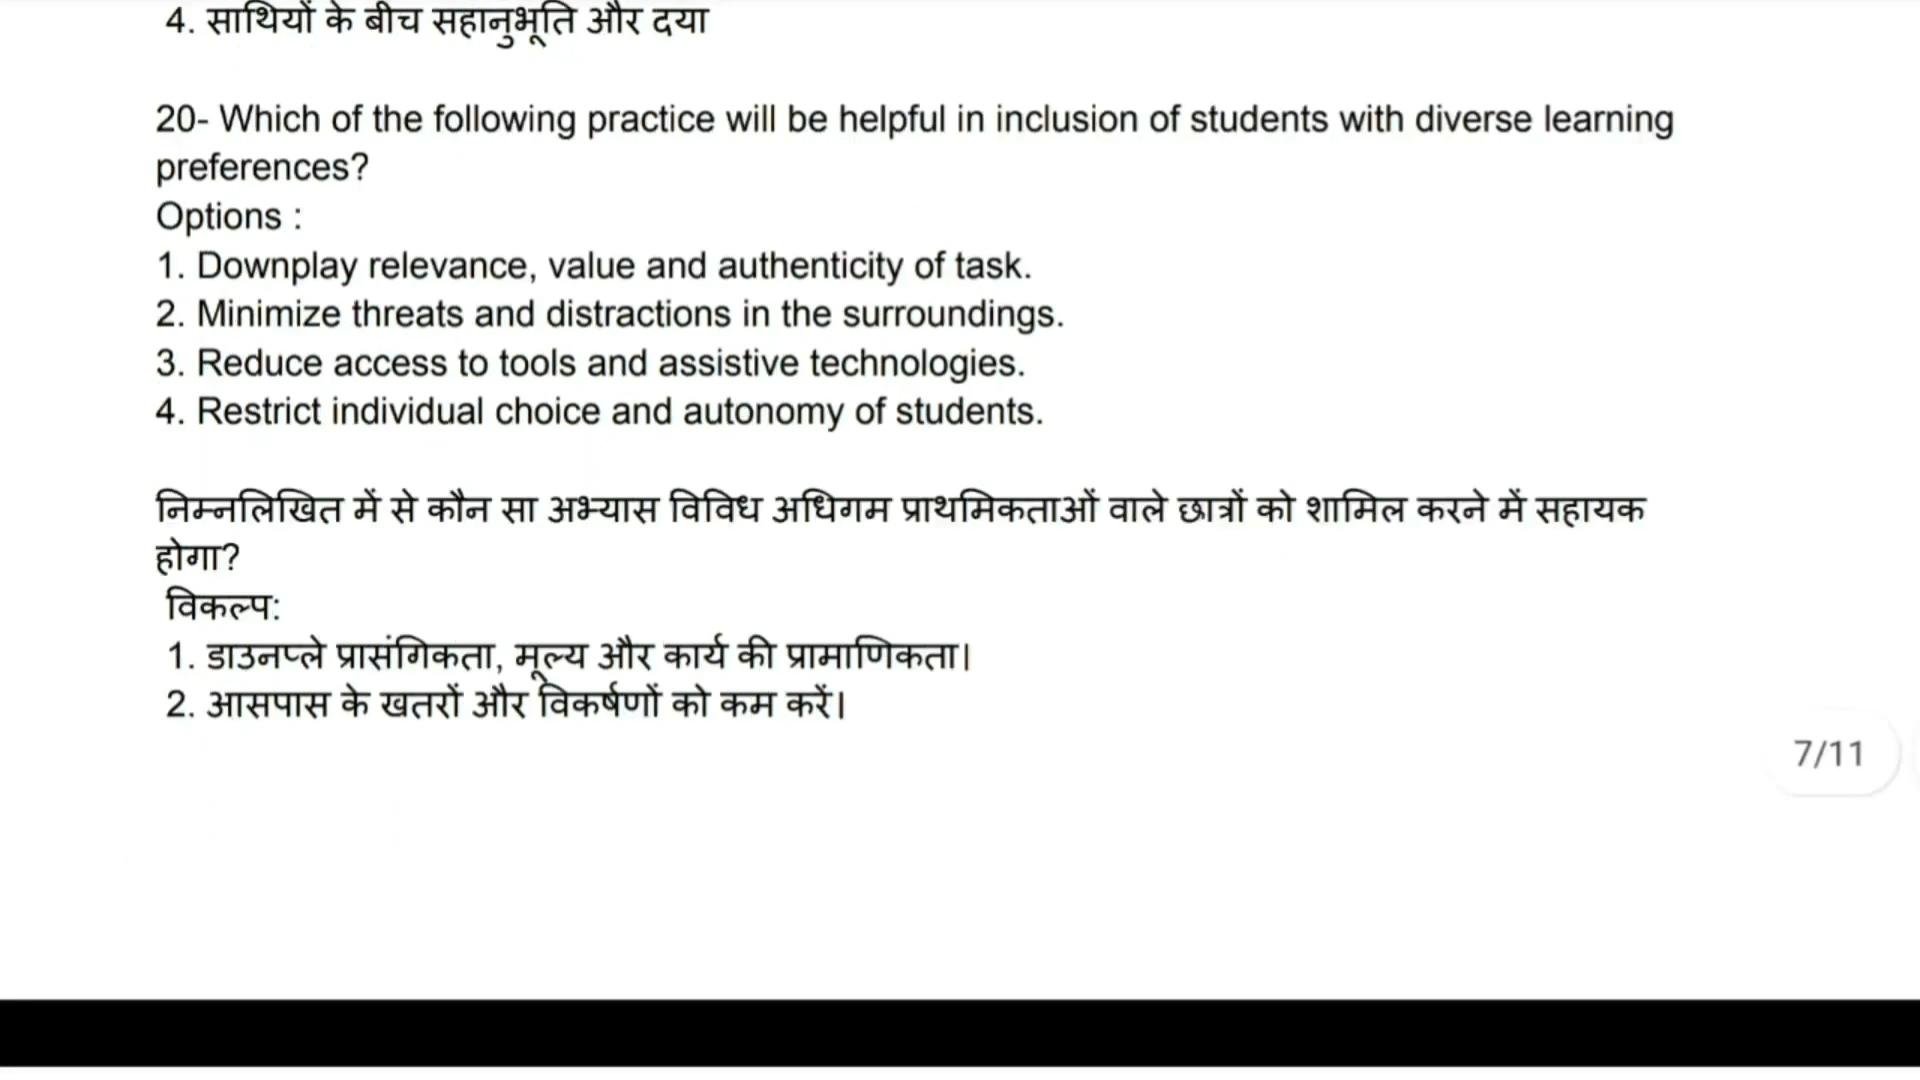 4. साथियों के बीच सहानुभूति और दया
20- Which of the following practice will be helpful in inclusion of students with diverse learning
preferences?
Options :
1. Downplay relevance, value and authenticity of task.
2. Minimize threats and distractions in the surroundings.
3. Reduce access to tools and assistive technologies.
4. Restrict individual choice and autonomy of students.
निम्नलिखित में से कौन सा अभ्यास विविध अधिगम प्राथमिकताओं वाले छात्रों को शामिल करने में सहायक
होगा?
विकल्प:
1. डाउनप्ले प्रासंगिकता, मूल्य और कार्य की प्रामाणिकता।
2. आसपास के खतरों और विकर्षणों को कम करें।
7/11